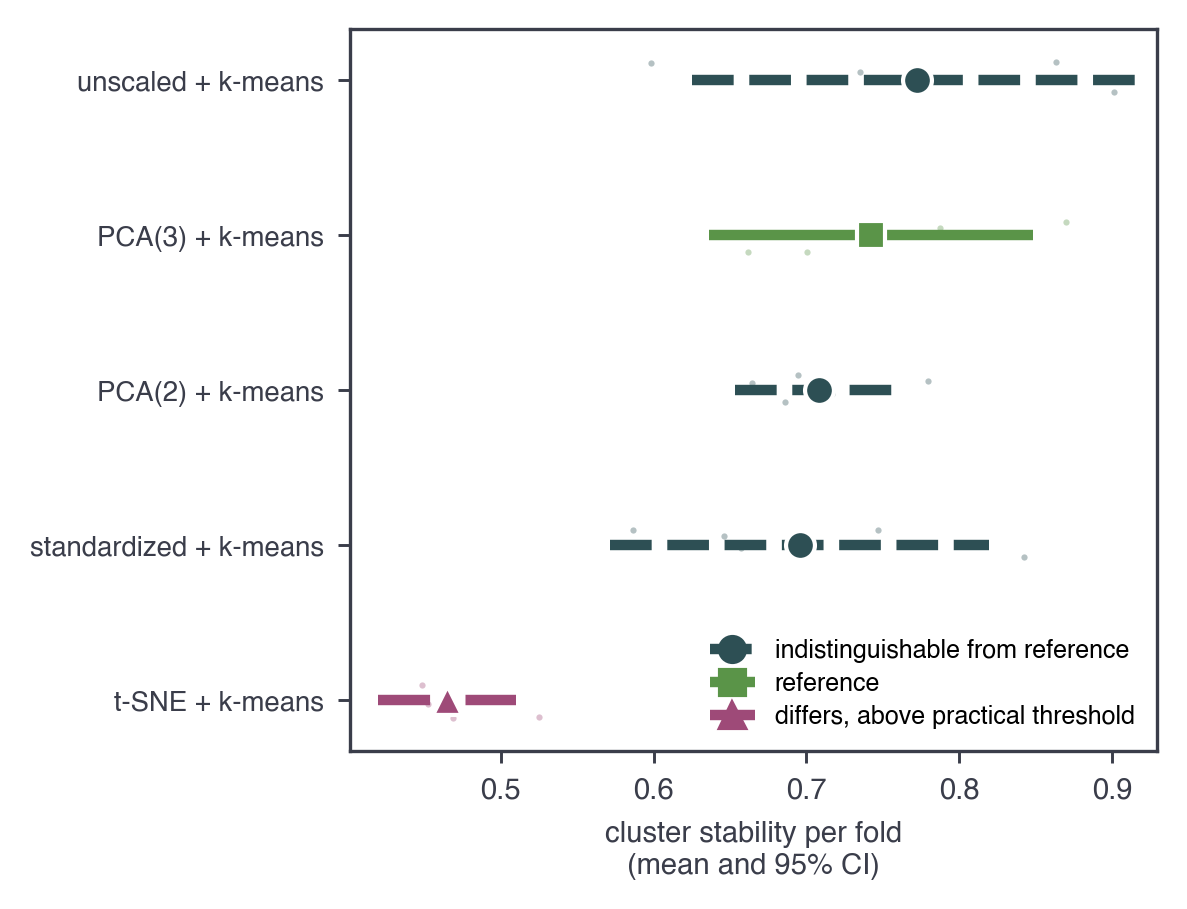 unscaled + k-means
PCA(3) + k-means
PCA(2) + k-means
standardized + k-means
t-SNE + k-means
indistinguishable from reference
reference
differs, above practical threshold
0.5 0.6 0.7 0.8 0.9
cluster stability per fold
(mean and 95% CI)